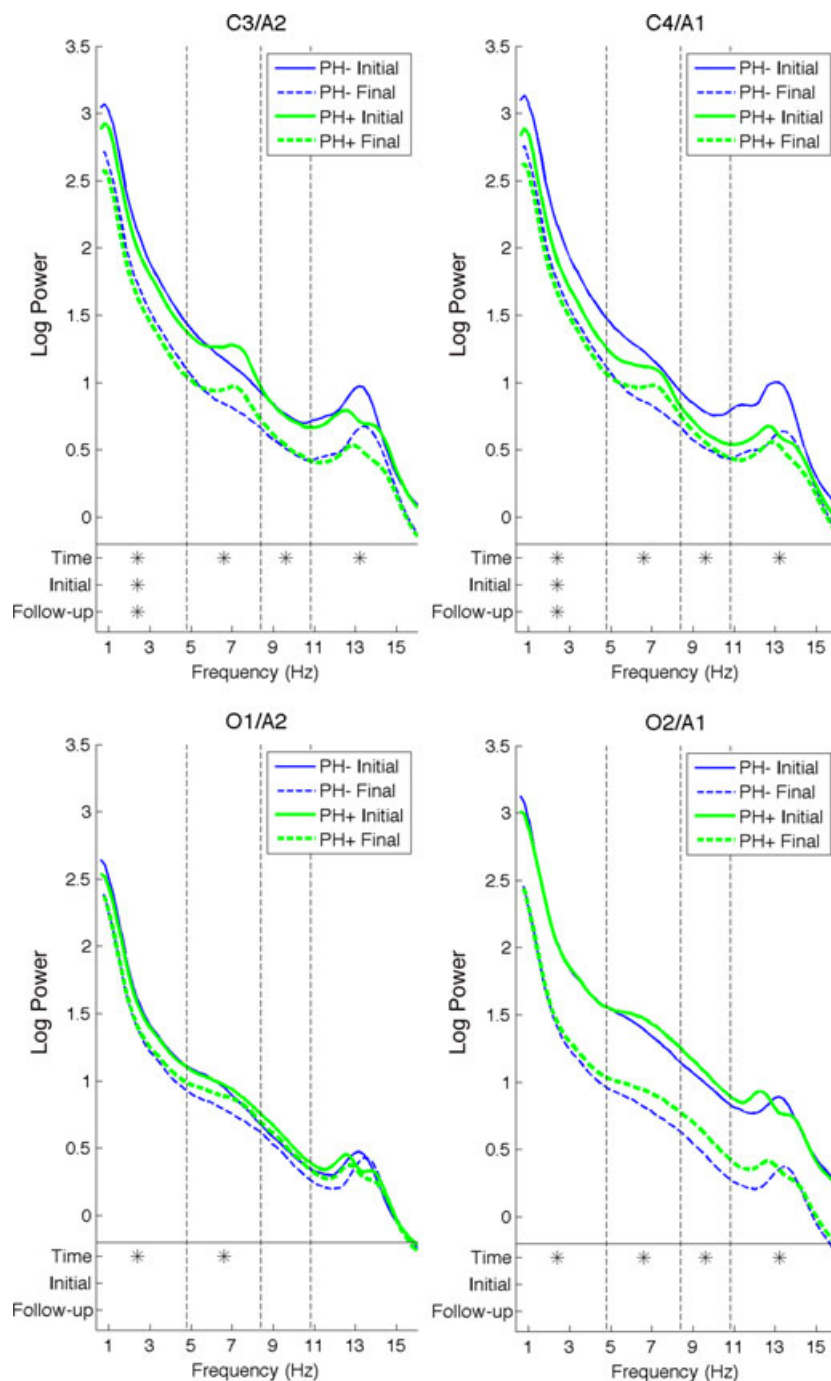 C3/A2
3.5
3
2.5
2
1.5
1
0.5
0
Log Power
PH- Initial
PH- Final
PH+ Initial
PH+ Final
Time * * * *
Initial *
Follow-up *
1 3 5 7 9 11 13 15
Frequency (Hz)
C4/A1
3.5
3
2.5
2
1.5
1
0.5
0
Log Power
PH- Initial
PH- Final
PH+ Initial
PH+ Final
Time * * * *
Initial *
Follow-up *
1 3 5 7 9 11 13 15
Frequency (Hz)
O1/A2
3.5
3
2.5
2
1.5
1
0.5
0
Log Power
PH- Initial
PH- Final
PH+ Initial
PH+ Final
Time * *
Initial
Follow-up
1 3 5 7 9 11 13 15
Frequency (Hz)
O2/A1
3.5
3
2.5
2
1.5
1
0.5
0
Log Power
PH- Initial
PH- Final
PH+ Initial
PH+ Final
Time * * * *
Initial
Follow-up
1 3 5 7 9 11 13 15
Frequency (Hz)